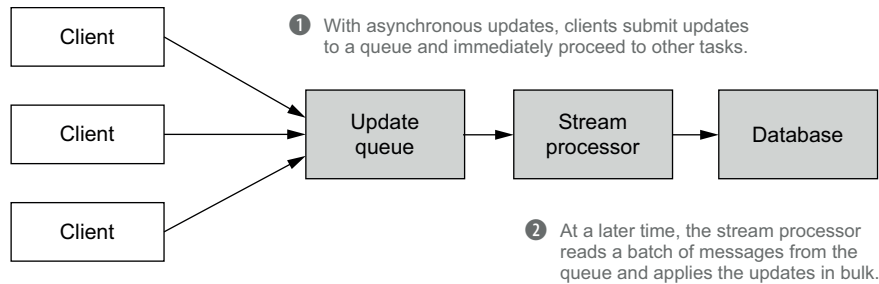 Client
❶ With asynchronous updates, clients submit updates
to a queue and immediately proceed to other tasks.
Client
Update
queue
Stream
processor
Database
Client
❷ At a later time, the stream processor
reads a batch of messages from the
queue and applies the updates in bulk.